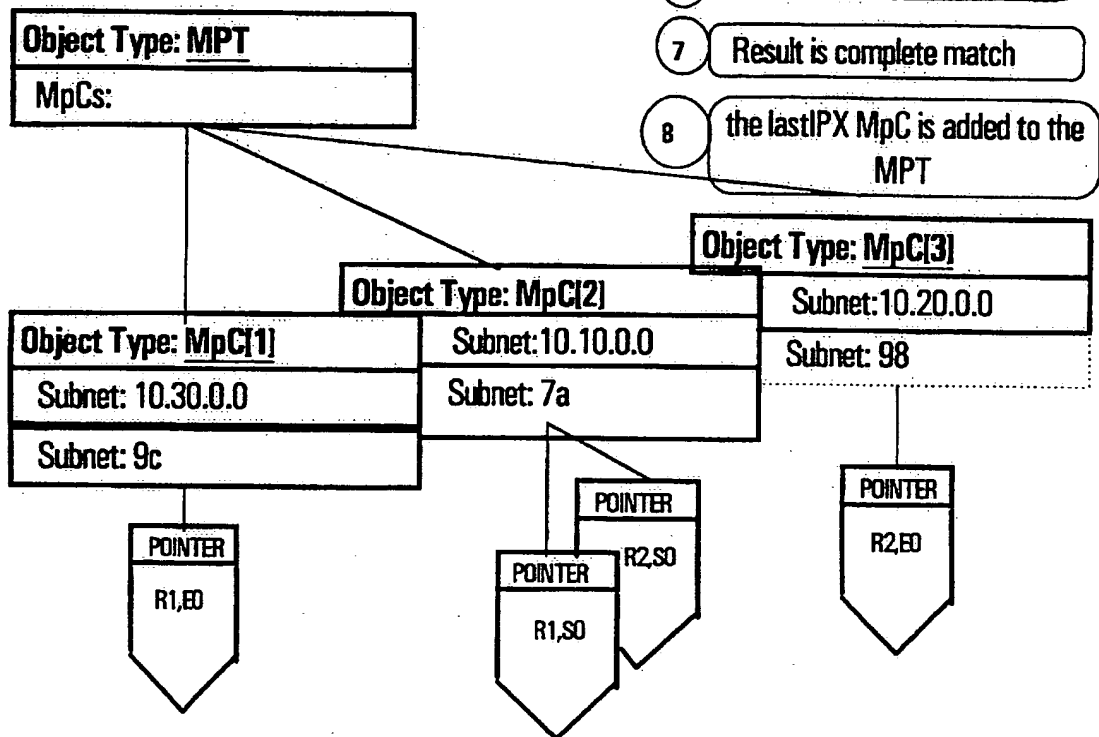 Object Type: MPT
MpCs:
7
Result is complete match
8
the lastIPX MpC is added to the
MPT
Object Type: MpC[3]
Subnet:10.20.0.0
Subnet: 98
Object Type: MpC[2]
Subnet:10.10.0.0
Subnet: 7a
Object Type: MpC[1]
Subnet: 10.30.0.0
Subnet: 9c
POINTER
R1,E0
POINTER
R1,S0
POINTER
R2,S0
POINTER
R2,E0